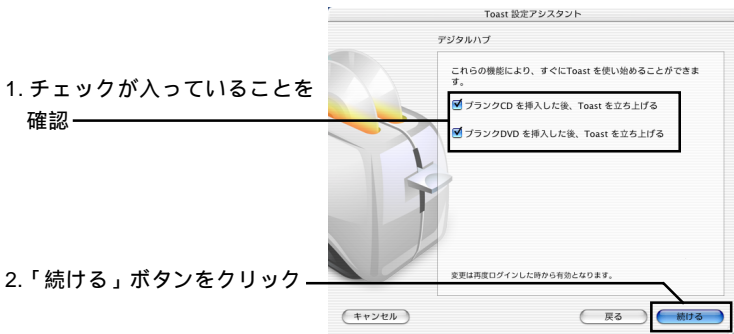 Toast 設定アシスタント
デジタルハブ
これらの機能により、すぐにToast を使い始めることができま
す。
1. チェックが入っていることを
確認
ブランクCD を挿入した後、Toast を立ち上げる
ブランクDVD を挿入した後、Toast を立ち上げる
2.「続ける」ボタンをクリック
変更は再度ログインした時から有効となります。
キャンセル
戻る
続ける